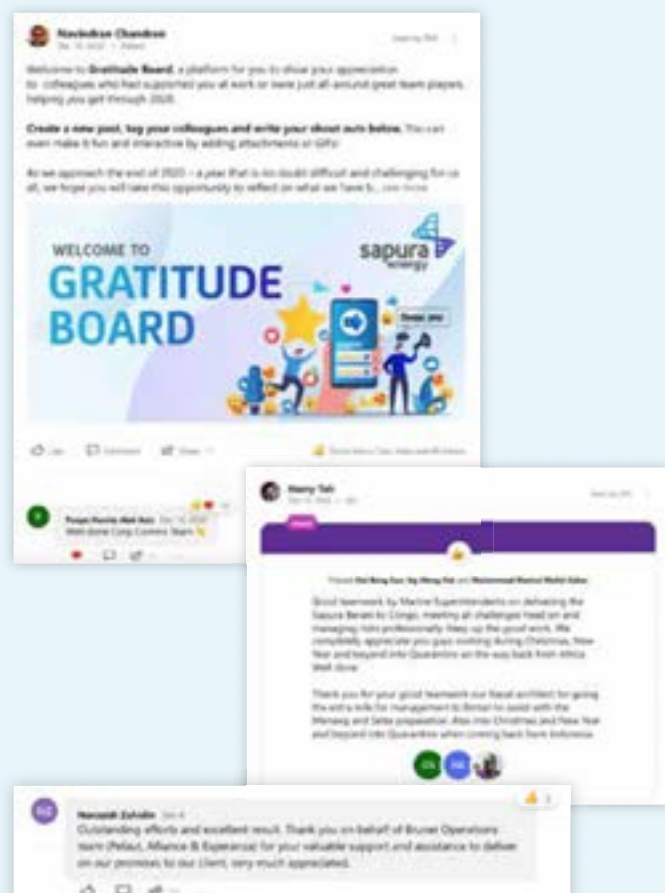 Navindran Chandran
Welcome to Gratitude Board, a platform for you to show your appreciation
to colleagues who had supported you at work or were just all-around great team players,
helping you get through 2020.
Create a new post, tag your colleagues and write your shout outs below. You can
even make it fun and interactive by adding attachments or GIFs!
As we approach the end of 2020 – a year that is no doubt difficult and challenging for us
all, we hope you will take this opportunity to reflect on what we have b... see more
WELCOME TO
GRATITUDE
BOARD
sapura
energy
Like
Comment
Share
Well done Corp Comms Team
Good teamwork by Marine Superintendents on delivering the
Sapura Berani to Congo, meeting all challenges head on and
managing risks professionally. Keep up the good work. We
completely appreciate you guys working during Christmas, New
Year and beyond into Quarantine on the way back from Africa
Well done
Thank you for your good teamwork our Naval architect for going
the extra mile for management to Bintan to assist with the
and preparation. Also into Christmas and New Year
and beyond into Quarantine when coming back from Indonesia
Outstanding efforts and excellent result. Thank you on behalf of Brunei Operations
team (Pelaut, Alliance & Esperanza) for your valuable support and assistance to deliver
on our promises to our client, very much appreciated.